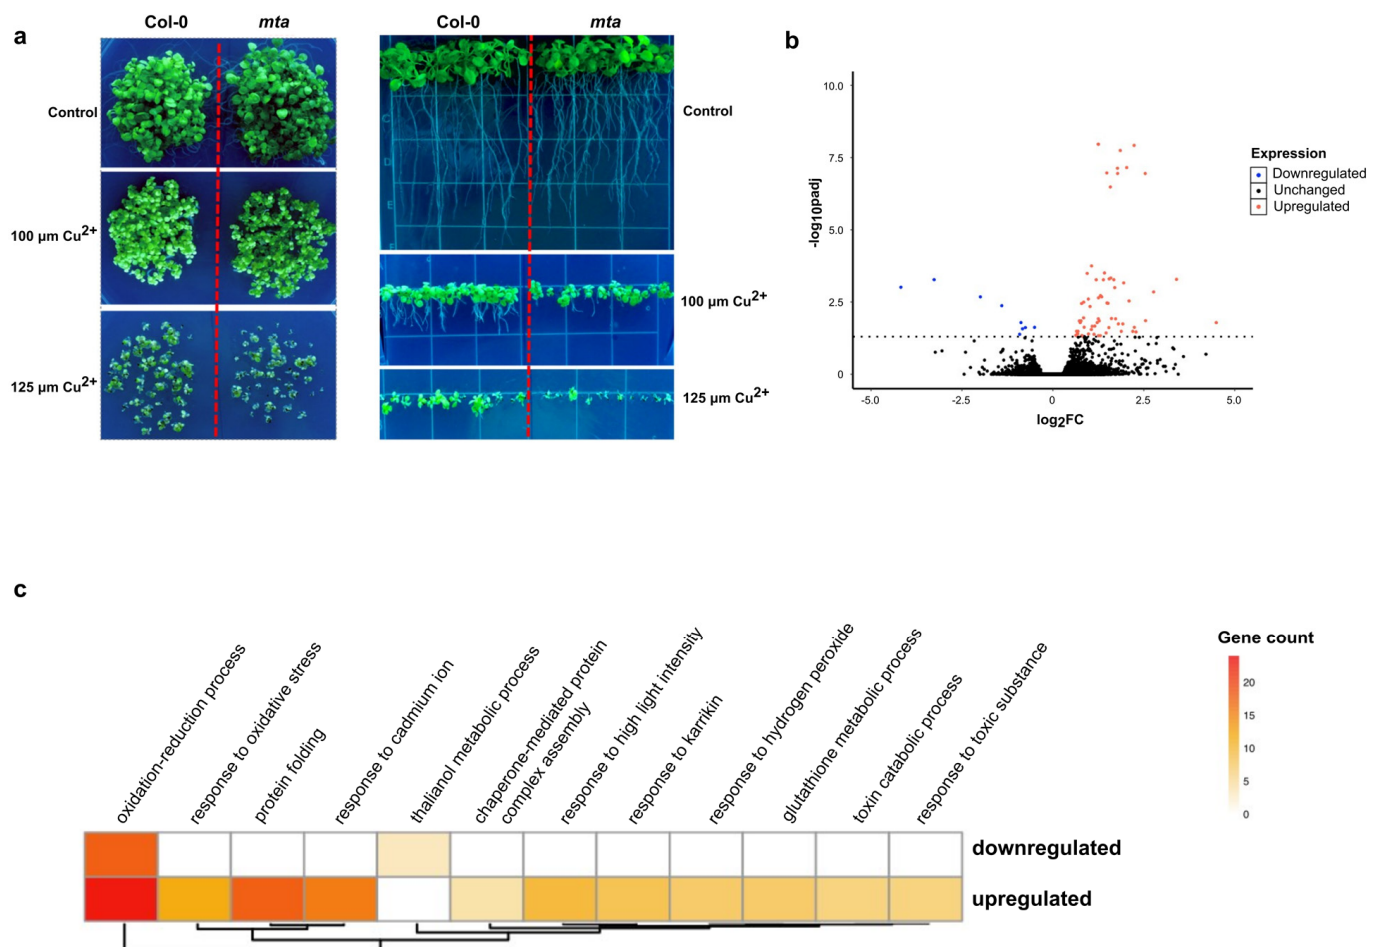 a
Col-0
mta
Control
100 µm Cu2+
125 µm Cu2+
Col-0
mta
Control
100 µm Cu2+
125 µm Cu2+
C
D
E
F
b
-log10padj
10.0
7.5
5.0
2.5
0
-5.0
-2.5
0
2.5
5.0
log2FC
Expression
Downregulated
Unchanged
Upregulated
c
oxidation-reduction process
response to oxidative stress
protein folding
response to cadmium ion
thalianol metabolic process
chaperone-mediated protein
complex assembly
response to high light intensity
response to karrikin
response to hydrogen peroxide
glutathione metabolic process
toxin catabolic process
response to toxic substance
downregulated
upregulated
Gene count
20
15
10
5
0